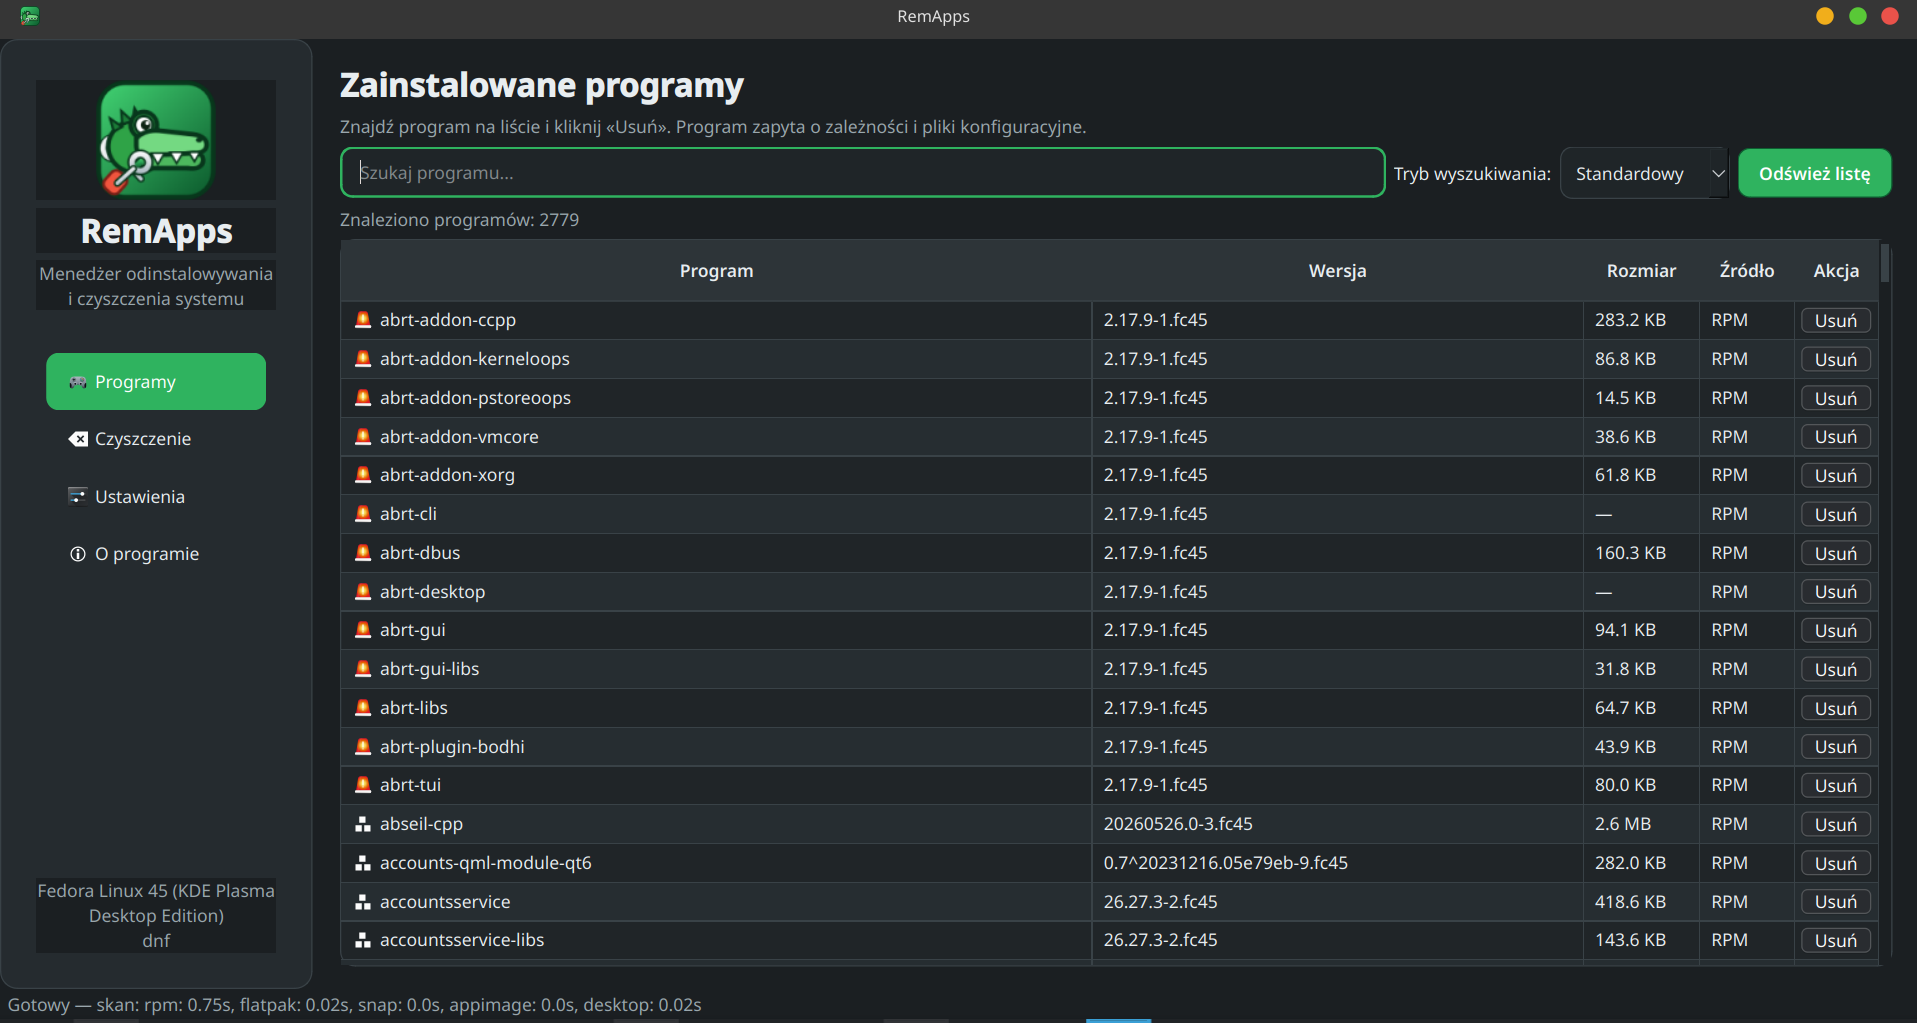 RemApps
RemApps
Menedżer odinstalowywania
i czyszczenia systemu
Programy
Czyszczenie
Ustawienia
O programie
Fedora Linux 45 (KDE Plasma
Desktop Edition)
dnf
Zainstalowane programy
Znajdź program na liście i kliknij «Usuń». Program zapyta o zależności i pliki konfiguracyjne.
Szukaj programu... Tryb wyszukiwania: Standardowy Odśwież listę
Znaleziono programów: 2779
Program Wersja Rozmiar Źródło Akcja
abrt-addon-ccpp 2.17.9-1.fc45 283.2 KB RPM Usuń
abrt-addon-kerneloops 2.17.9-1.fc45 86.8 KB RPM Usuń
abrt-addon-pstoreoops 2.17.9-1.fc45 14.5 KB RPM Usuń
abrt-addon-vmcore 2.17.9-1.fc45 38.6 KB RPM Usuń
abrt-addon-xorg 2.17.9-1.fc45 61.8 KB RPM Usuń
abrt-cli 2.17.9-1.fc45 — RPM Usuń
abrt-dbus 2.17.9-1.fc45 160.3 KB RPM Usuń
abrt-desktop 2.17.9-1.fc45 — RPM Usuń
abrt-gui 2.17.9-1.fc45 94.1 KB RPM Usuń
abrt-gui-libs 2.17.9-1.fc45 31.8 KB RPM Usuń
abrt-libs 2.17.9-1.fc45 64.7 KB RPM Usuń
abrt-plugin-bodhi 2.17.9-1.fc45 43.9 KB RPM Usuń
abrt-tui 2.17.9-1.fc45 80.0 KB RPM Usuń
abseil-cpp 20260526.0-3.fc45 2.6 MB RPM Usuń
accounts-qml-module-qt6 0.7^20231216.05e79eb-9.fc45 282.0 KB RPM Usuń
accountsservice 26.27.3-2.fc45 418.6 KB RPM Usuń
accountsservice-libs 26.27.3-2.fc45 143.6 KB RPM Usuń
Gotowy — skan: rpm: 0.75s, flatpak: 0.02s, snap: 0.0s, appimage: 0.0s, desktop: 0.02s